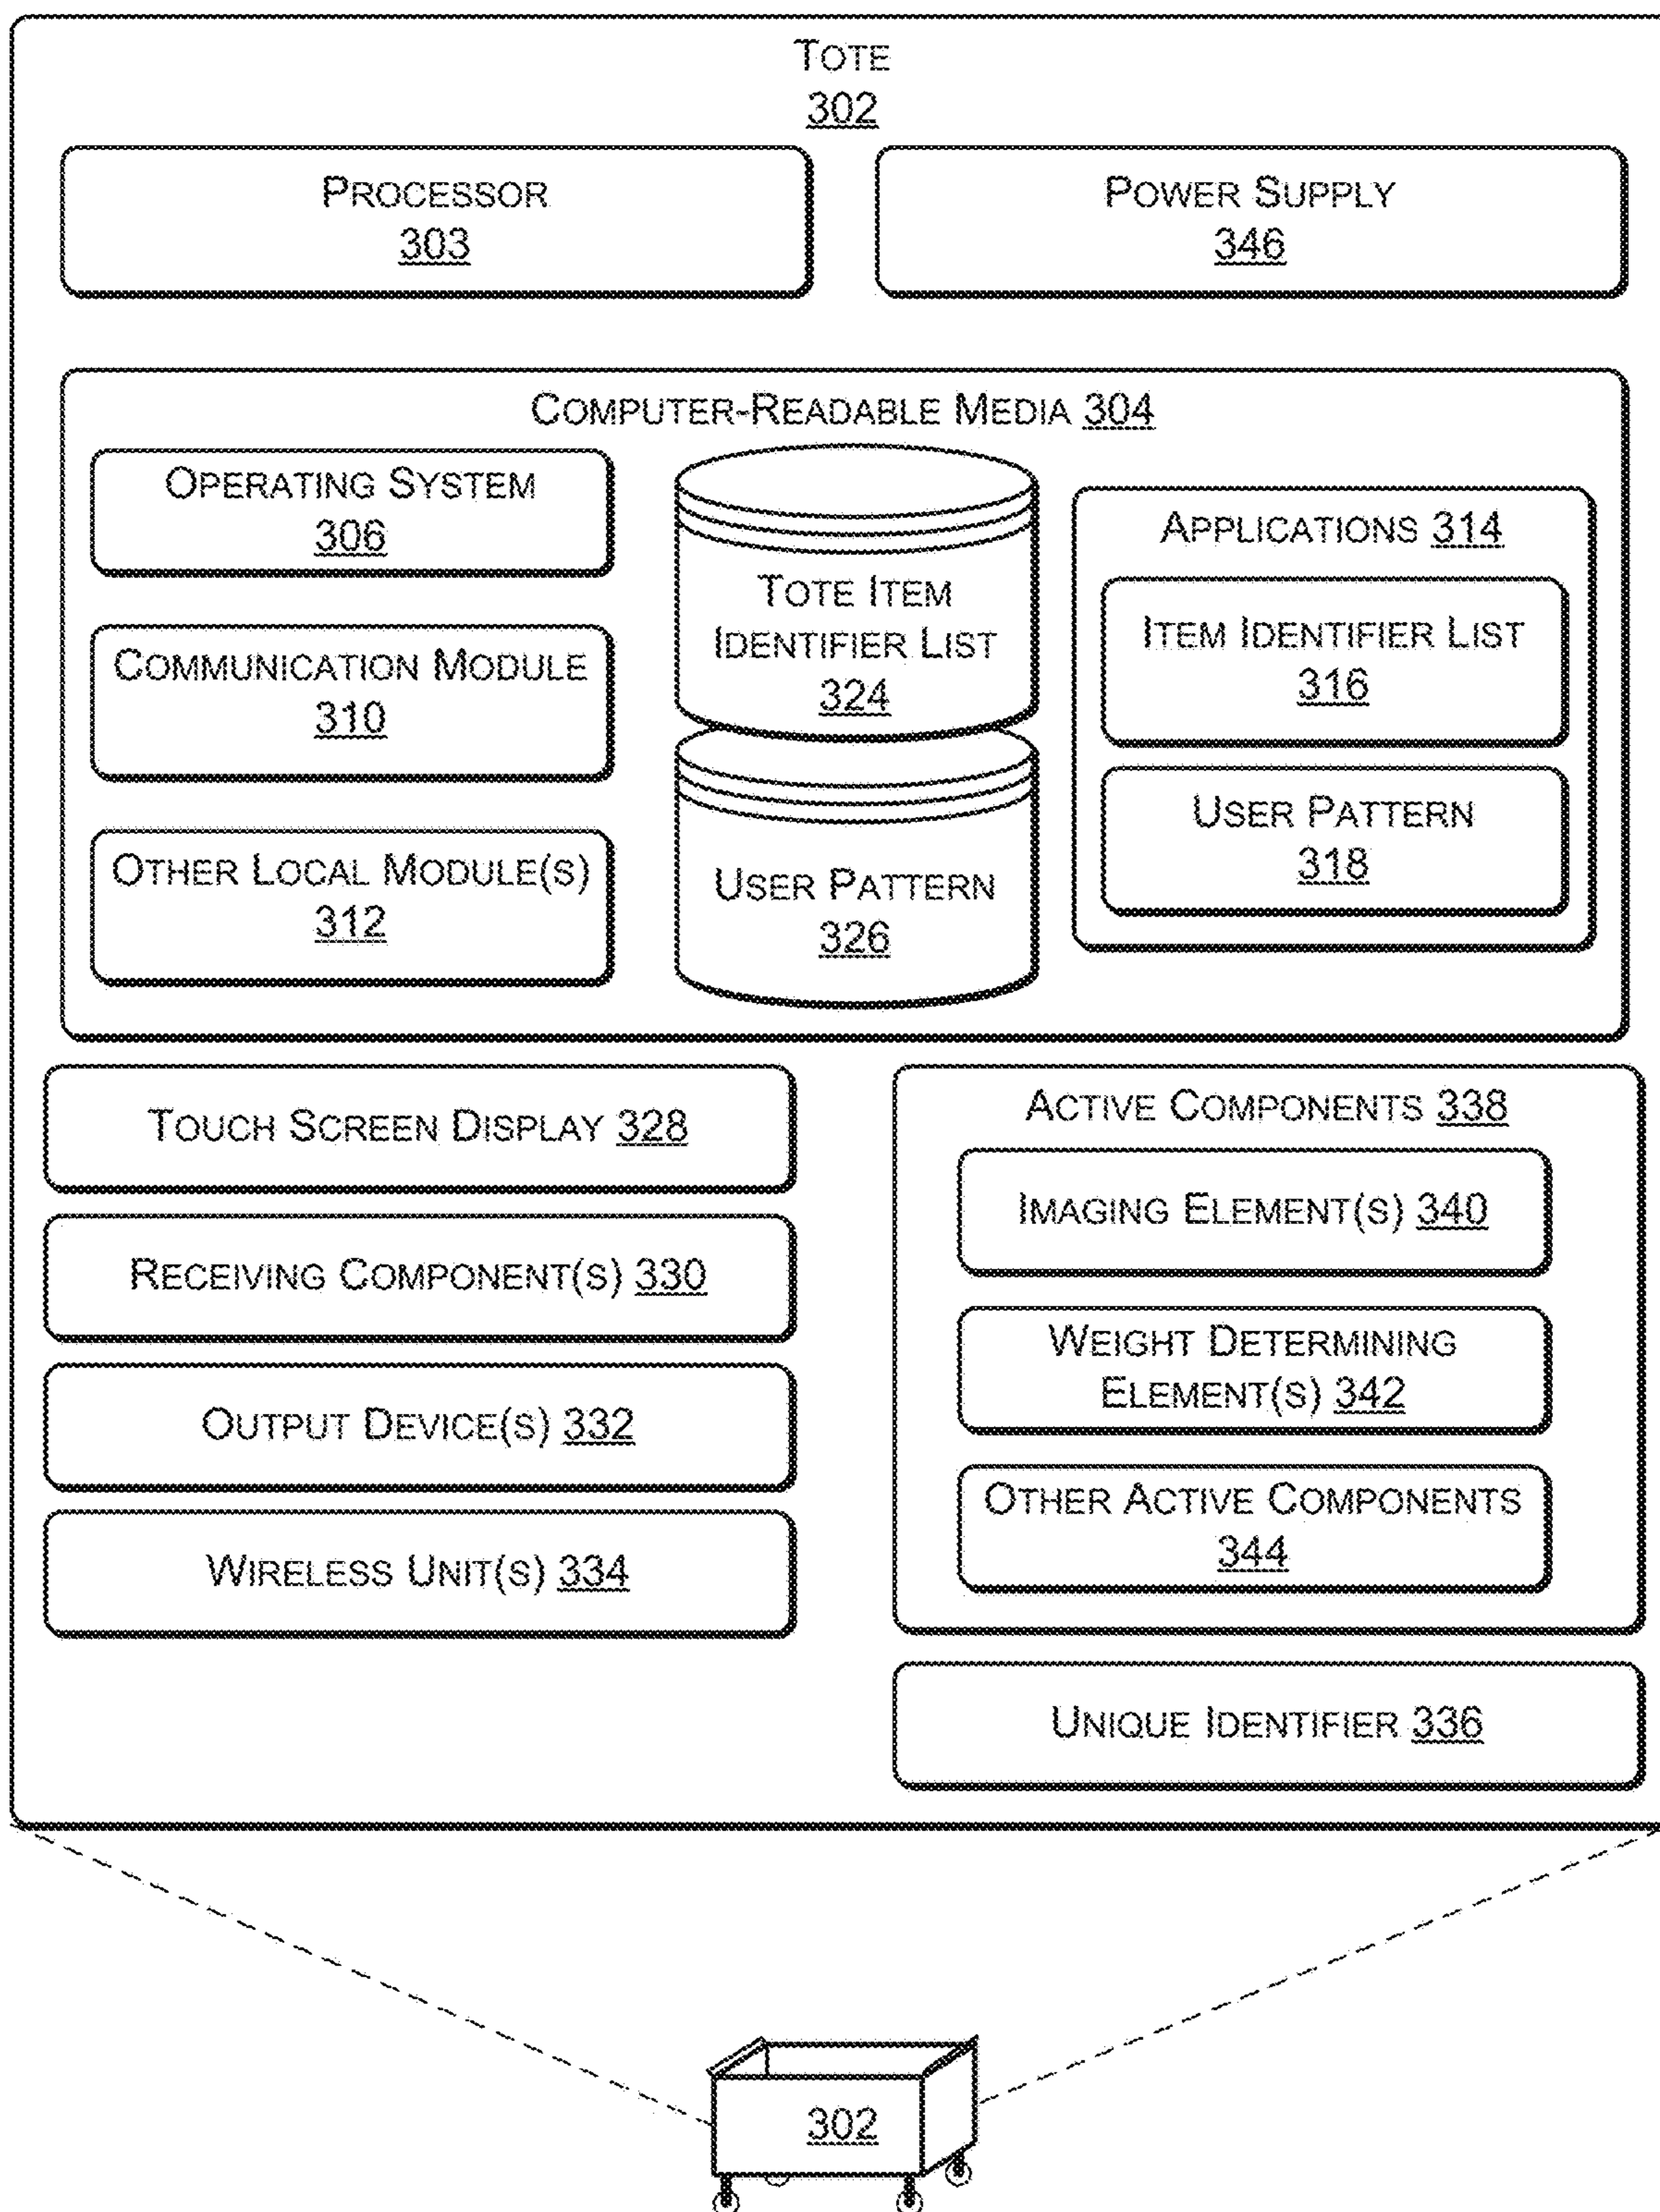 TOTE
302
PROCESSOR
303
POWER SUPPLY
346
COMPUTER-READABLE MEDIA 304
OPERATING SYSTEM
306
COMMUNICATION MODULE
310
OTHER LOCAL MODULE(S)
312
TOTE ITEM
IDENTIFIER LIST
324
USER PATTERN
326
APPLICATIONS 314
ITEM IDENTIFIER LIST
316
USER PATTERN
318
TOUCH SCREEN DISPLAY 328
RECEIVING COMPONENT(S) 330
OUTPUT DEVICE(S) 332
WIRELESS UNIT(S) 334
ACTIVE COMPONENTS 338
IMAGING ELEMENT(S) 340
WEIGHT DETERMINING
ELEMENT(S) 342
OTHER ACTIVE COMPONENTS
344
UNIQUE IDENTIFIER 336
302